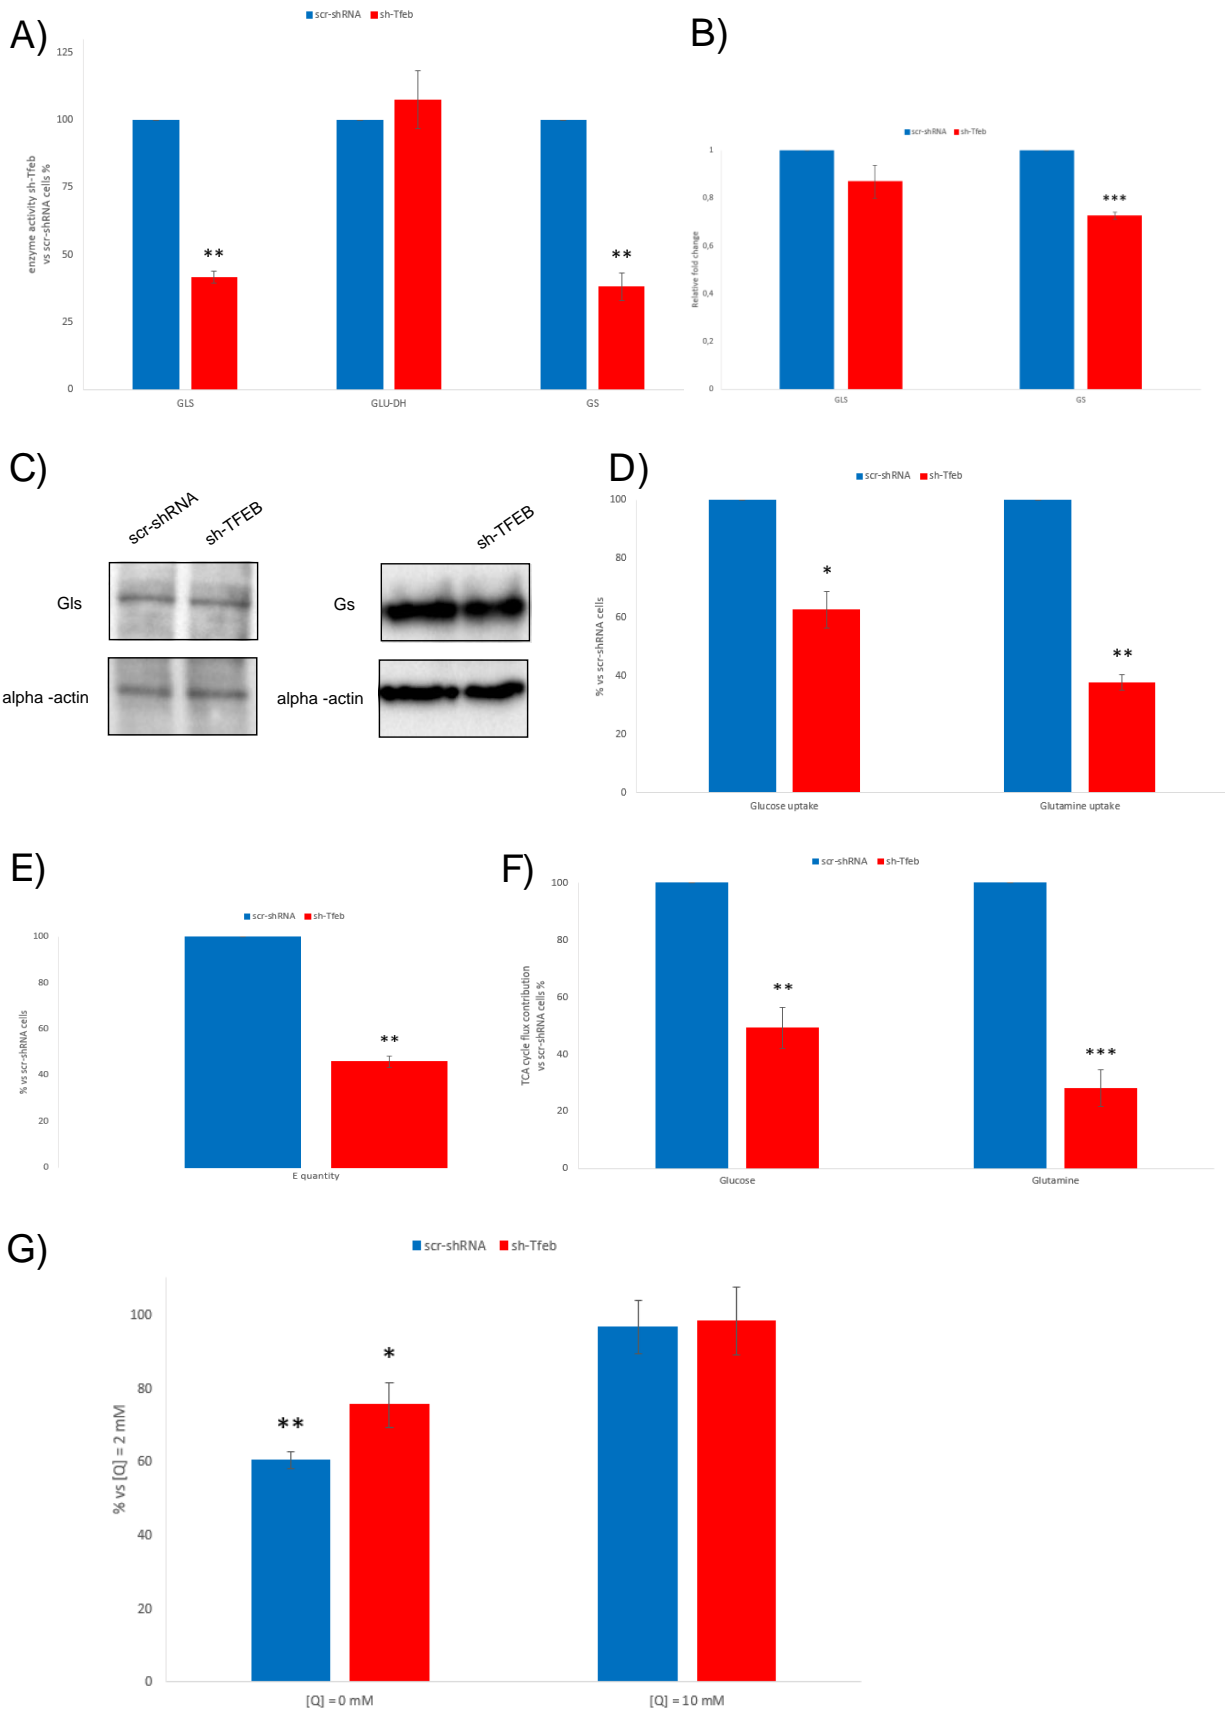 A)
scr-shRNA sh-Tfeb
enzyme activity sh-Tfeb
vs scr-shRNA cells %
125
100
75
50
25
0
**
**
GLS GLU-DH GS
B)
scr-shRNA sh-Tfeb
Relative fold change
1
0,8
0,6
0,4
0,2
0
***
GLS GS
C)
scr-shRNA sh-TFEB
sh-TFEB
Gls
Gs
alpha -actin
alpha -actin
D)
scr-shRNA sh-Tfeb
% vs scr-shRNA cells
100
80
60
40
20
0
*
**
Glucose uptake Glutamine uptake
E)
scr-shRNA sh-Tfeb
% vs scr-shRNA cells
100
80
60
40
20
0
**
E quantity
F)
scr-shRNA sh-Tfeb
TCA cycle flux contribution
vs scr-shRNA cells %
100
80
60
40
20
0
**
***
Glucose Glutamine
G)
scr-shRNA sh-Tfeb
% vs [Q] = 2 mM
100
80
60
40
20
0
**
*
[Q] = 0 mM [Q] = 10 mM